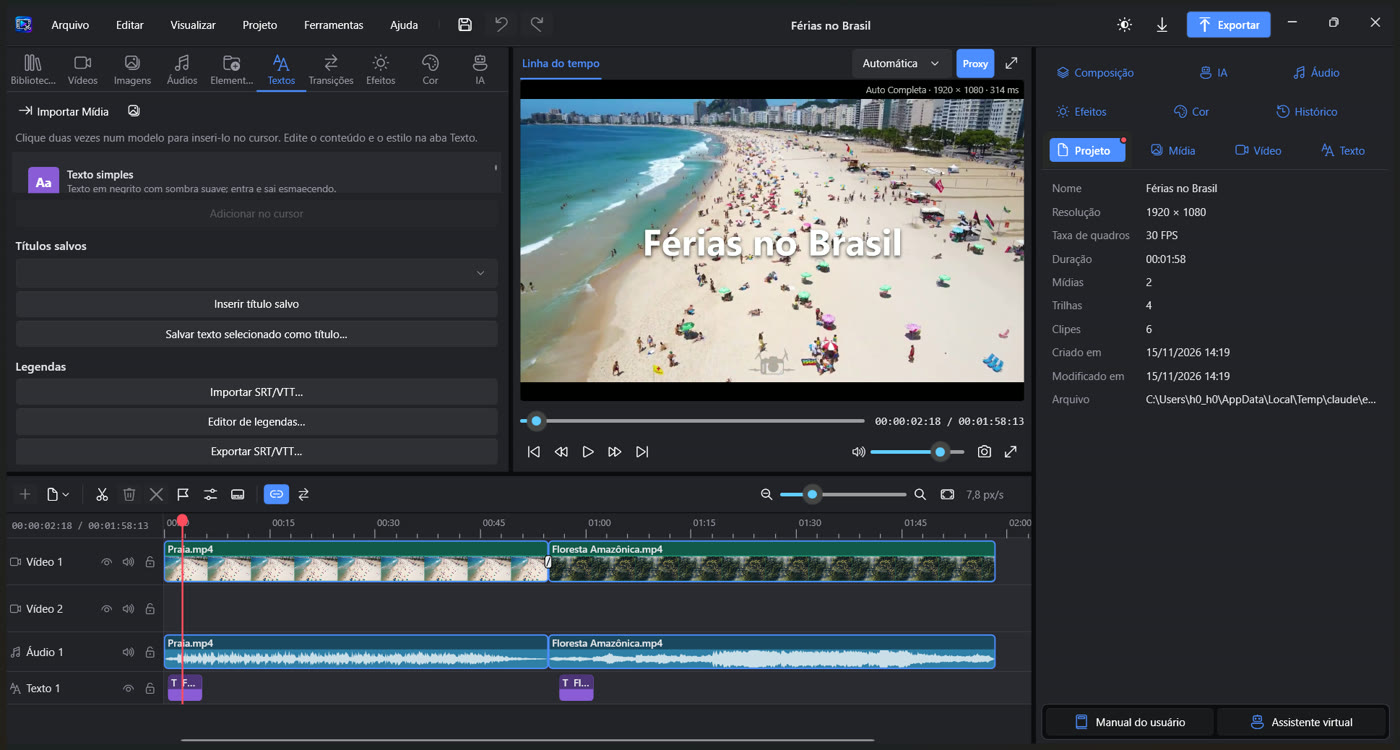 Arquivo Editar Visualizar Projeto Ferramentas Ajuda Férias no Brasil Exportar
Bibliotec... Vídeos Imagens Áudios Element... Textos Transições Efeitos Cor IA
Importar Mídia
Clique duas vezes num modelo para inseri-lo no cursor. Edite o conteúdo e o estilo na aba Texto.
Aa
Texto simples
Texto em negrito com sombra suave; entra e sai esmaecendo.
Adicionar no cursor
Títulos salvos
Inserir título salvo
Salvar texto selecionado como título...
Legendas
Importar SRT/VTT...
Editor de legendas...
Exportar SRT/VTT...
Linha do tempo Automática Proxy
Auto Completa · 1920 × 1080 · 314 ms
Férias no Brasil
00:00:02:18 / 00:01:58:13
Composição IA Áudio
Efeitos Cor Histórico
Projeto Mídia Vídeo Texto
Nome Férias no Brasil
Resolução 1920 × 1080
Taxa de quadros 30 FPS
Duração 00:01:58
Mídias 2
Trilhas 4
Clipes 6
Criado em 15/11/2026 14:19
Modificado em 15/11/2026 14:19
Arquivo C:\Users\h0_h0\AppData\Local\Temp\claude\e...
7,8 px/s
00:00:02:18 / 00:01:58:13 00:15 00:30 00:45 01:00 01:15 01:30 01:45 02:00
Vídeo 1 Praia.mp4 Floresta Amazônica.mp4
Vídeo 2
Áudio 1 Praia.mp4 Floresta Amazônica.mp4
Texto 1 T F... T Fl...
Manual do usuário Assistente virtual